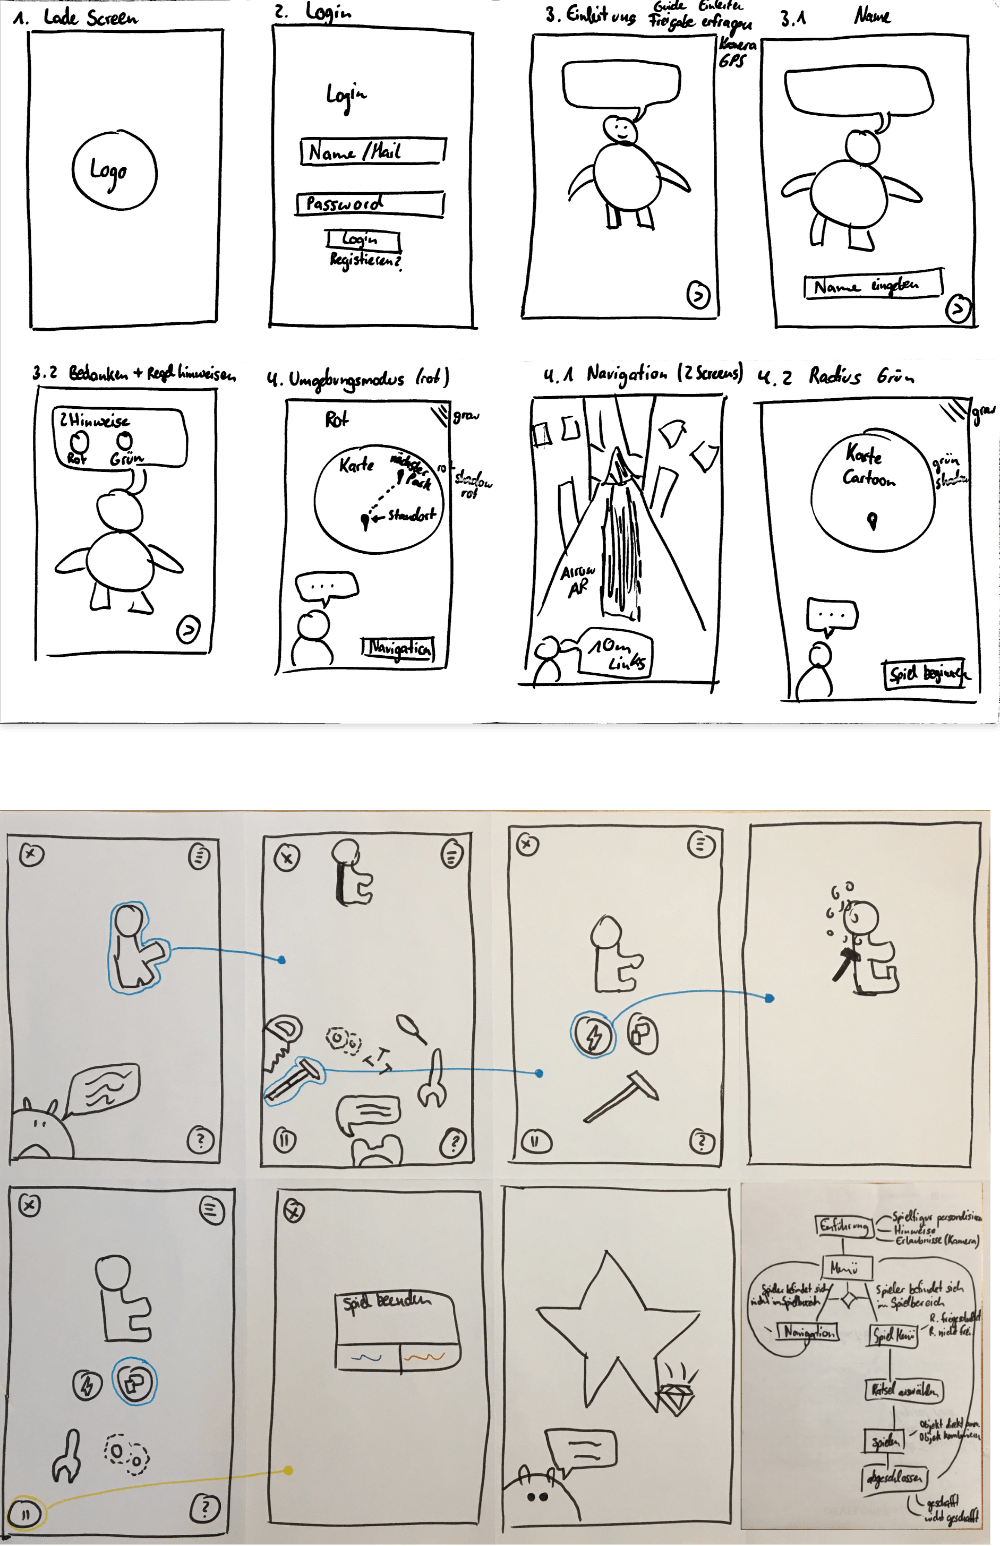 1. Lade Screen
Logo
2. Login
Login
Name/Mail
Password
Login
Registieren?
3. Einleitung
Guide Einleiten
Freigabe erfragen
Kamera
GPS
3.1 Name
Name eingeben
3.2 Bedanken + Regelhinweisen
2 Hinweise
Rot Grün
4. Umgebungsmodus (rot)
Rot
grau
Karte
nächster
Park
Standort
rot
shadow
rot
...
Navigation
4.1 Navigation (2 Screens)
Arrow
AR
10m
Links
4.2 Radius Grün
grau
Karte
Cartoon
grün
shadow
...
Spiel beginnen
Spiel beenden
Einführung
Spielfigur personalisieren
Hinweise
Erlaubnisse (Kamera)
Menü
Spieler befindet sich
nicht im Spielbereich
Spieler befindet sich
im Spielbereich
Navigation
Spiel Menü
R. freigeschaltet
R. nicht frei
Rätsel auswählen
Spielen
Objekt direkt
Objekt kombinieren
abgeschlossen
geschafft
nicht geschafft